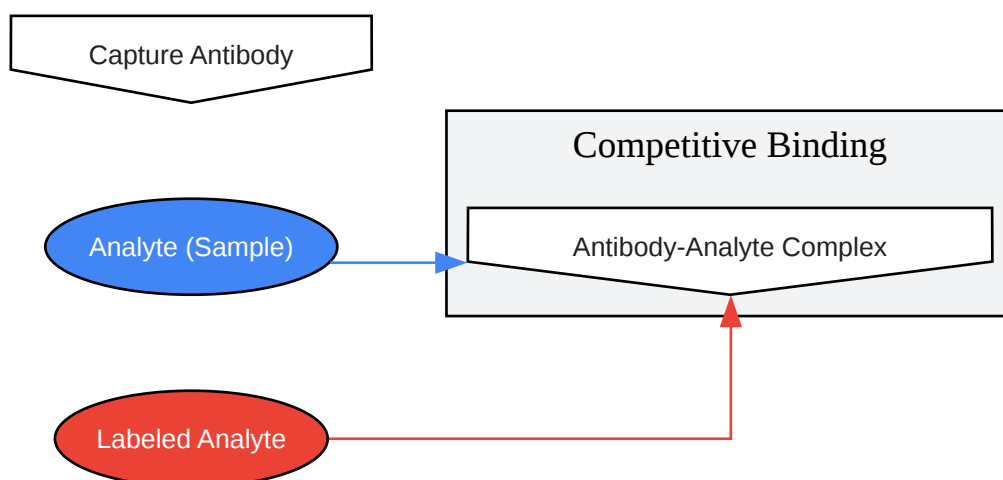 Capture Antibody
Competitive Binding
Analyte (Sample)
Antibody-Analyte Complex
Labeled Analyte